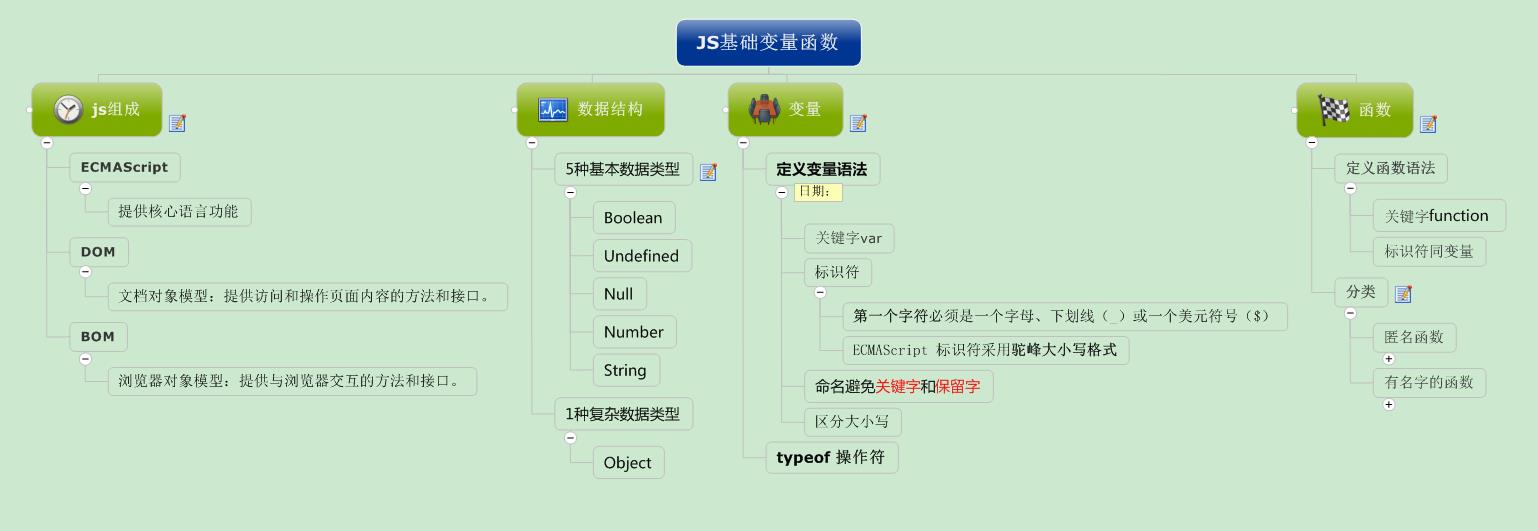 JS基础变量函数
js组成
ECMAScript
提供核心语言功能
DOM
文档对象模型：提供访问和操作页面内容的方法和接口。
BOM
浏览器对象模型：提供与浏览器交互的方法和接口。
数据结构
5种基本数据类型
Boolean
Undefined
Null
Number
String
1种复杂数据类型
Object
变量
定义变量语法
日期：
关键字var
标识符
第一个字符必须是一个字母、下划线（_）或一个美元符号（$）
ECMAScript 标识符采用驼峰大小写格式
命名避免关键字和保留字
区分大小写
typeof 操作符
函数
定义函数语法
关键字function
标识符同变量
分类
匿名函数
有名字的函数